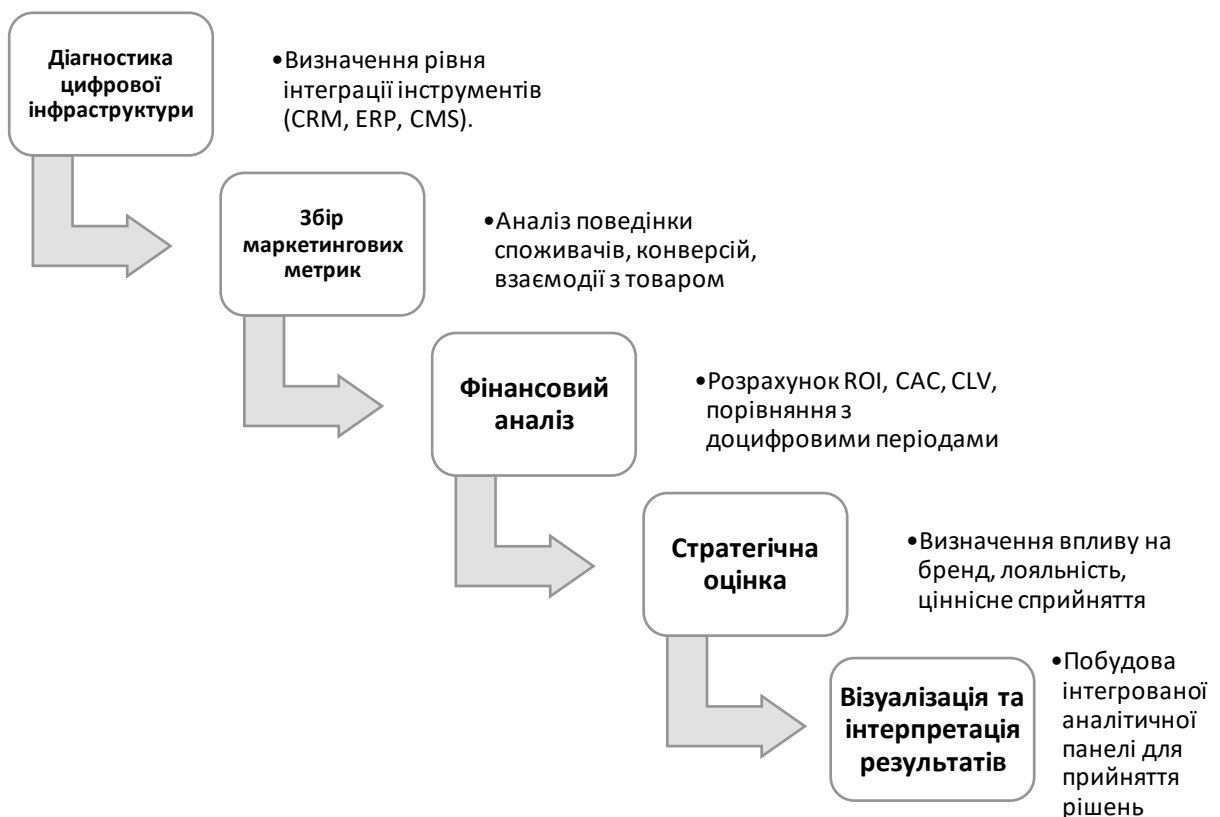 Діагностика
цифрової
інфраструктури
•Визначення рівня
інтеграції інструментів
(CRM, ERP, CMS).
Збір
маркетингових
метрик
•Аналіз поведінки
споживачів, конверсій,
взаємодії з товаром
Фінансовий
аналіз
•Розрахунок ROI, CAC, CLV,
порівняння з
доцифровими періодами
Стратегічна
оцінка
•Визначення впливу на
бренд, лояльність,
ціннісне сприйняття
Візуалізація та
інтерпретація
результатів
•Побудова
інтегрованої
аналітичної
панелі для
прийняття
рішень